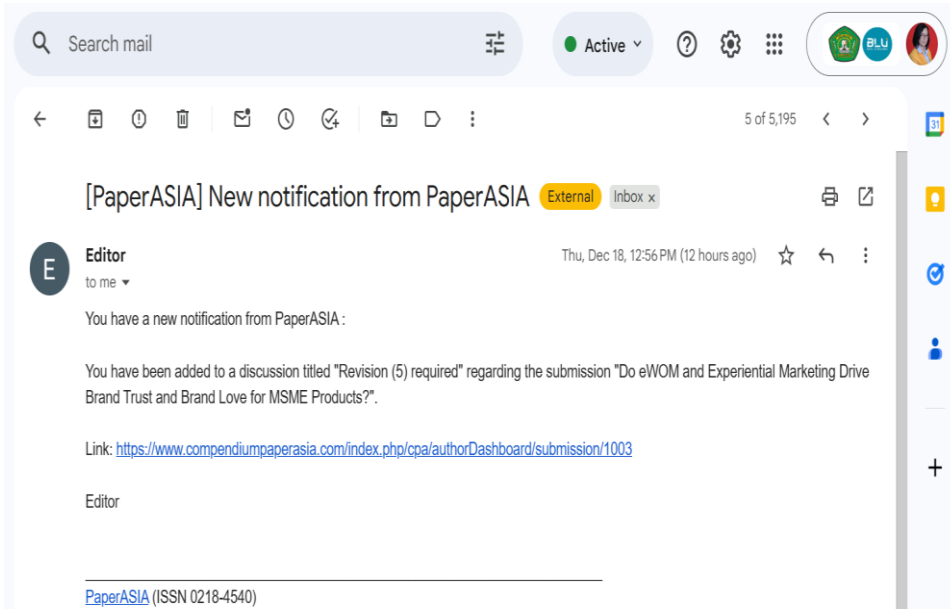 Search mail
Active
BLU
5 of 5,195
31
[PaperASIA] New notification from PaperASIA External Inbox x
E
Editor Thu, Dec 18, 12:56 PM (12 hours ago)
to me
You have a new notification from PaperASIA :
You have been added to a discussion titled "Revision (5) required" regarding the submission "Do eWOM and Experiential Marketing Drive
Brand Trust and Brand Love for MSME Products?".
Link: https://www.compendiumpaperasia.com/index.php/cpa/authorDashboard/submission/1003
Editor
PaperASIA (ISSN 0218-4540)